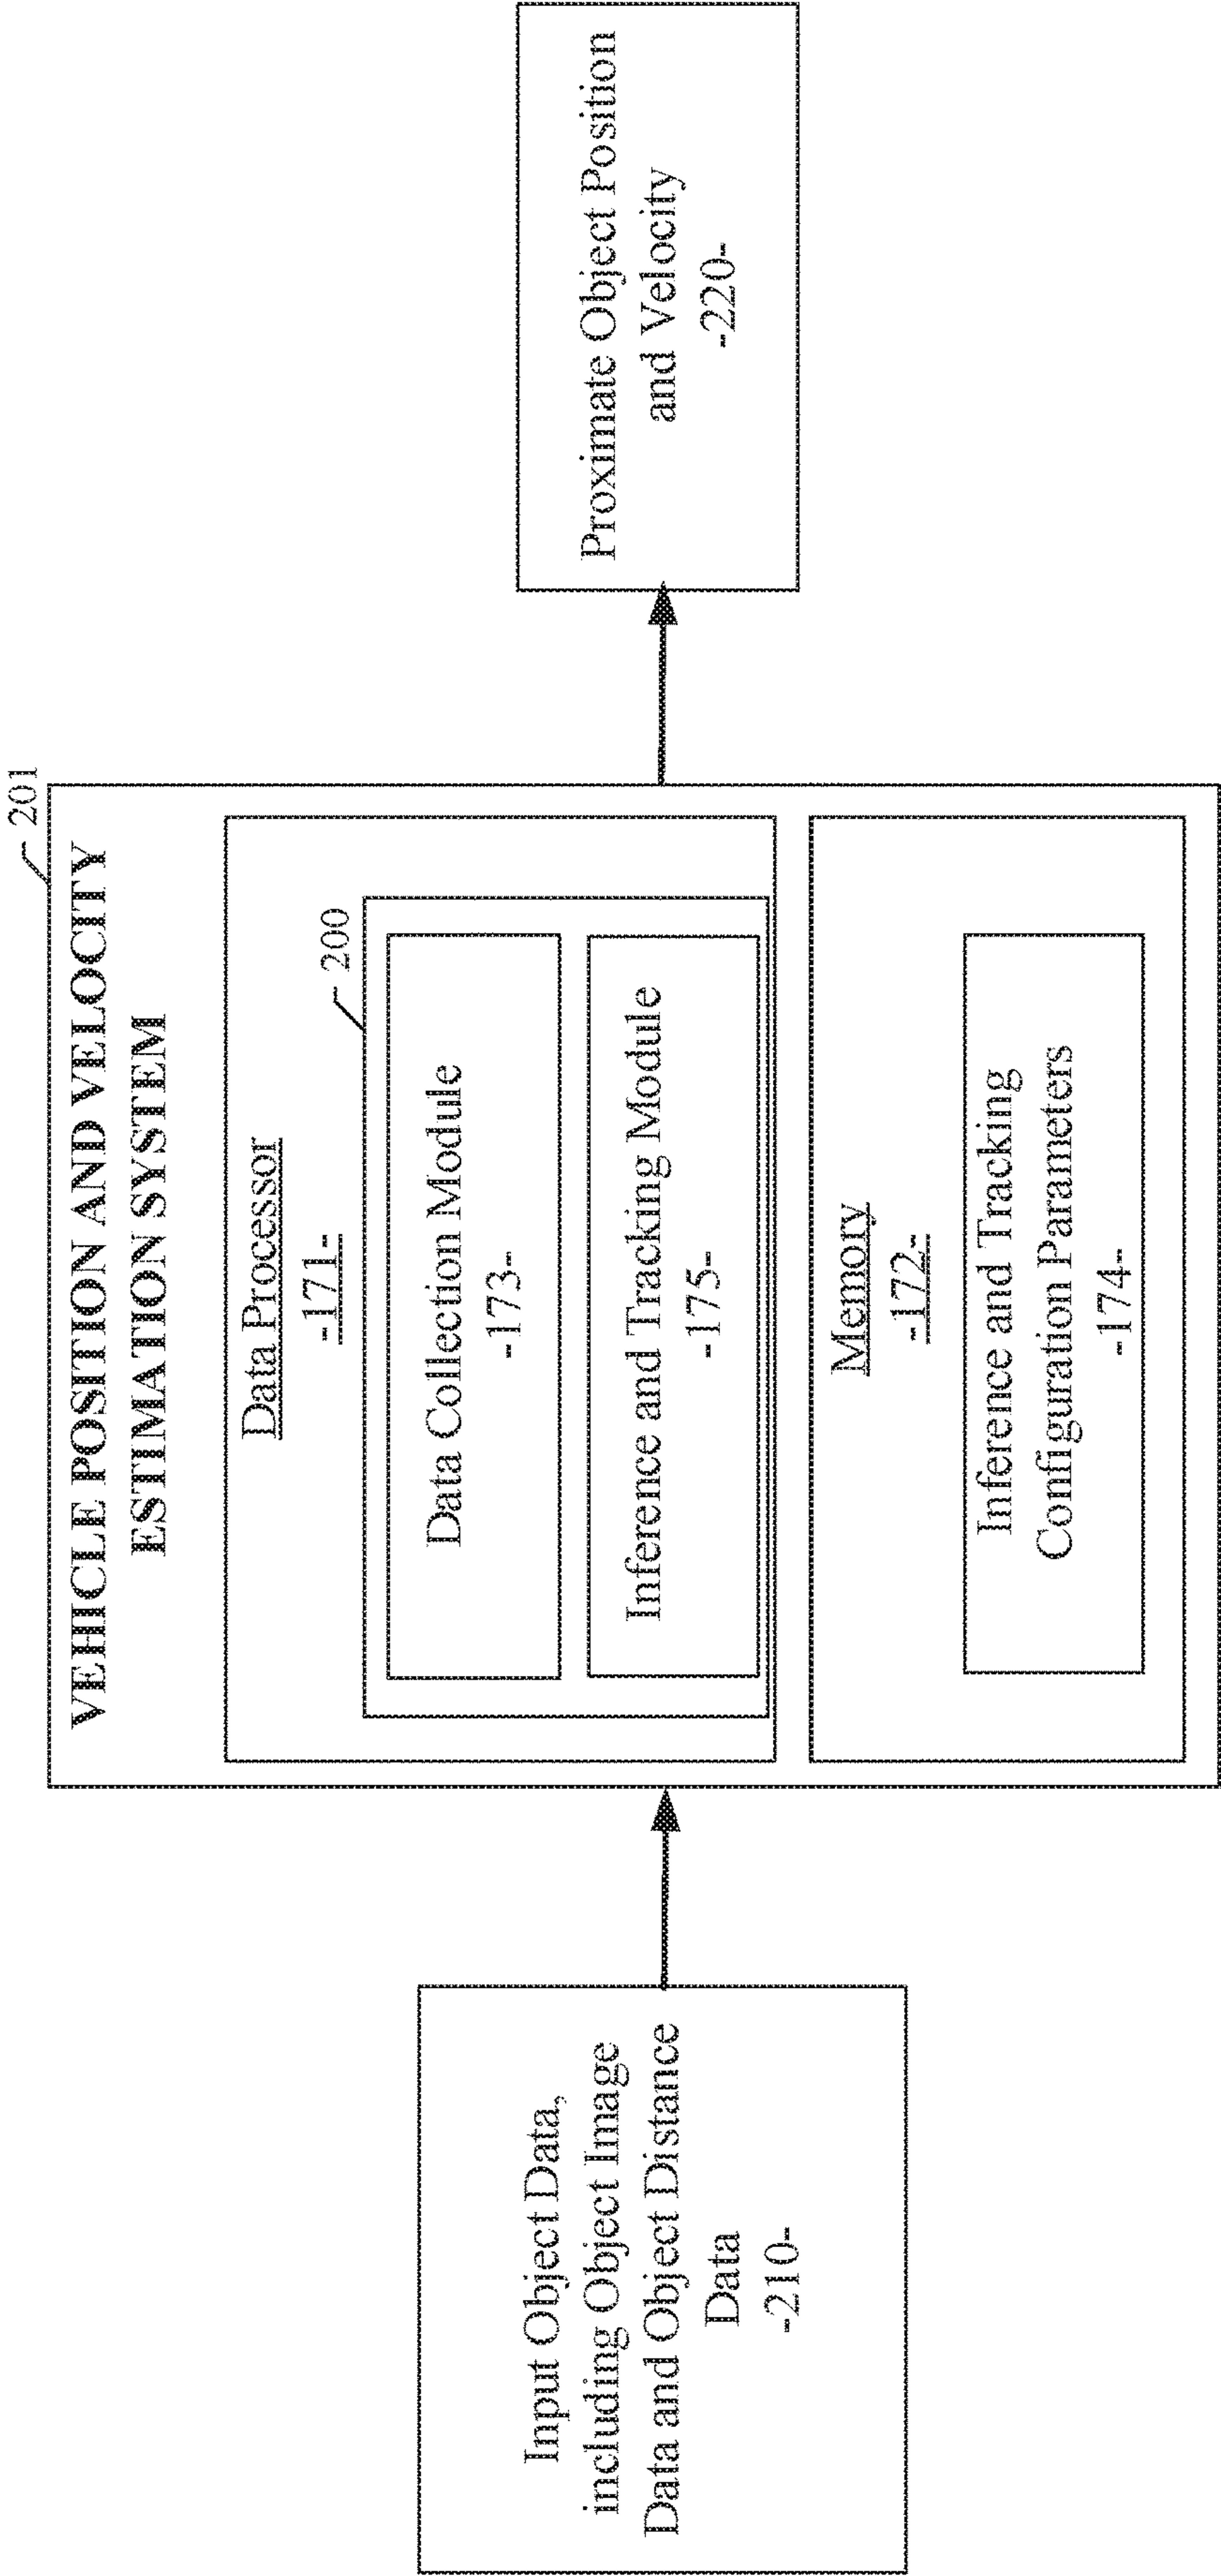 Input Object Data,
including Object Image
Data and Object Distance
Data
-210-
201
VEHICLE POSITION AND VELOCITY
ESTIMATION SYSTEM
Data Processor
-171-
200
Data Collection Module
-173-
Inference and Tracking Module
-175-
Memory
-172-
Inference and Tracking
Configuration Parameters
-174-
Proximate Object Position
and Velocity
-220-